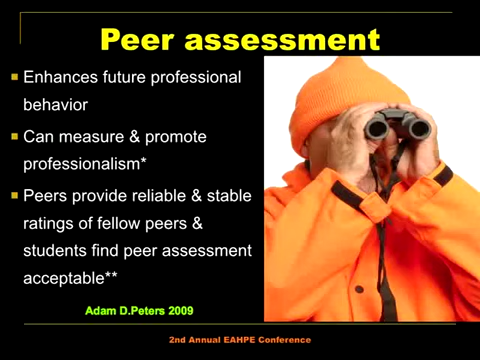 Peer assessment
Enhances future professional
behavior
Can measure & promote
professionalism*
Peers provide reliable & stable
ratings of fellow peers &
students find peer assessment
acceptable**
Adam D.Peters 2009
2nd Annual EAHPE Conference